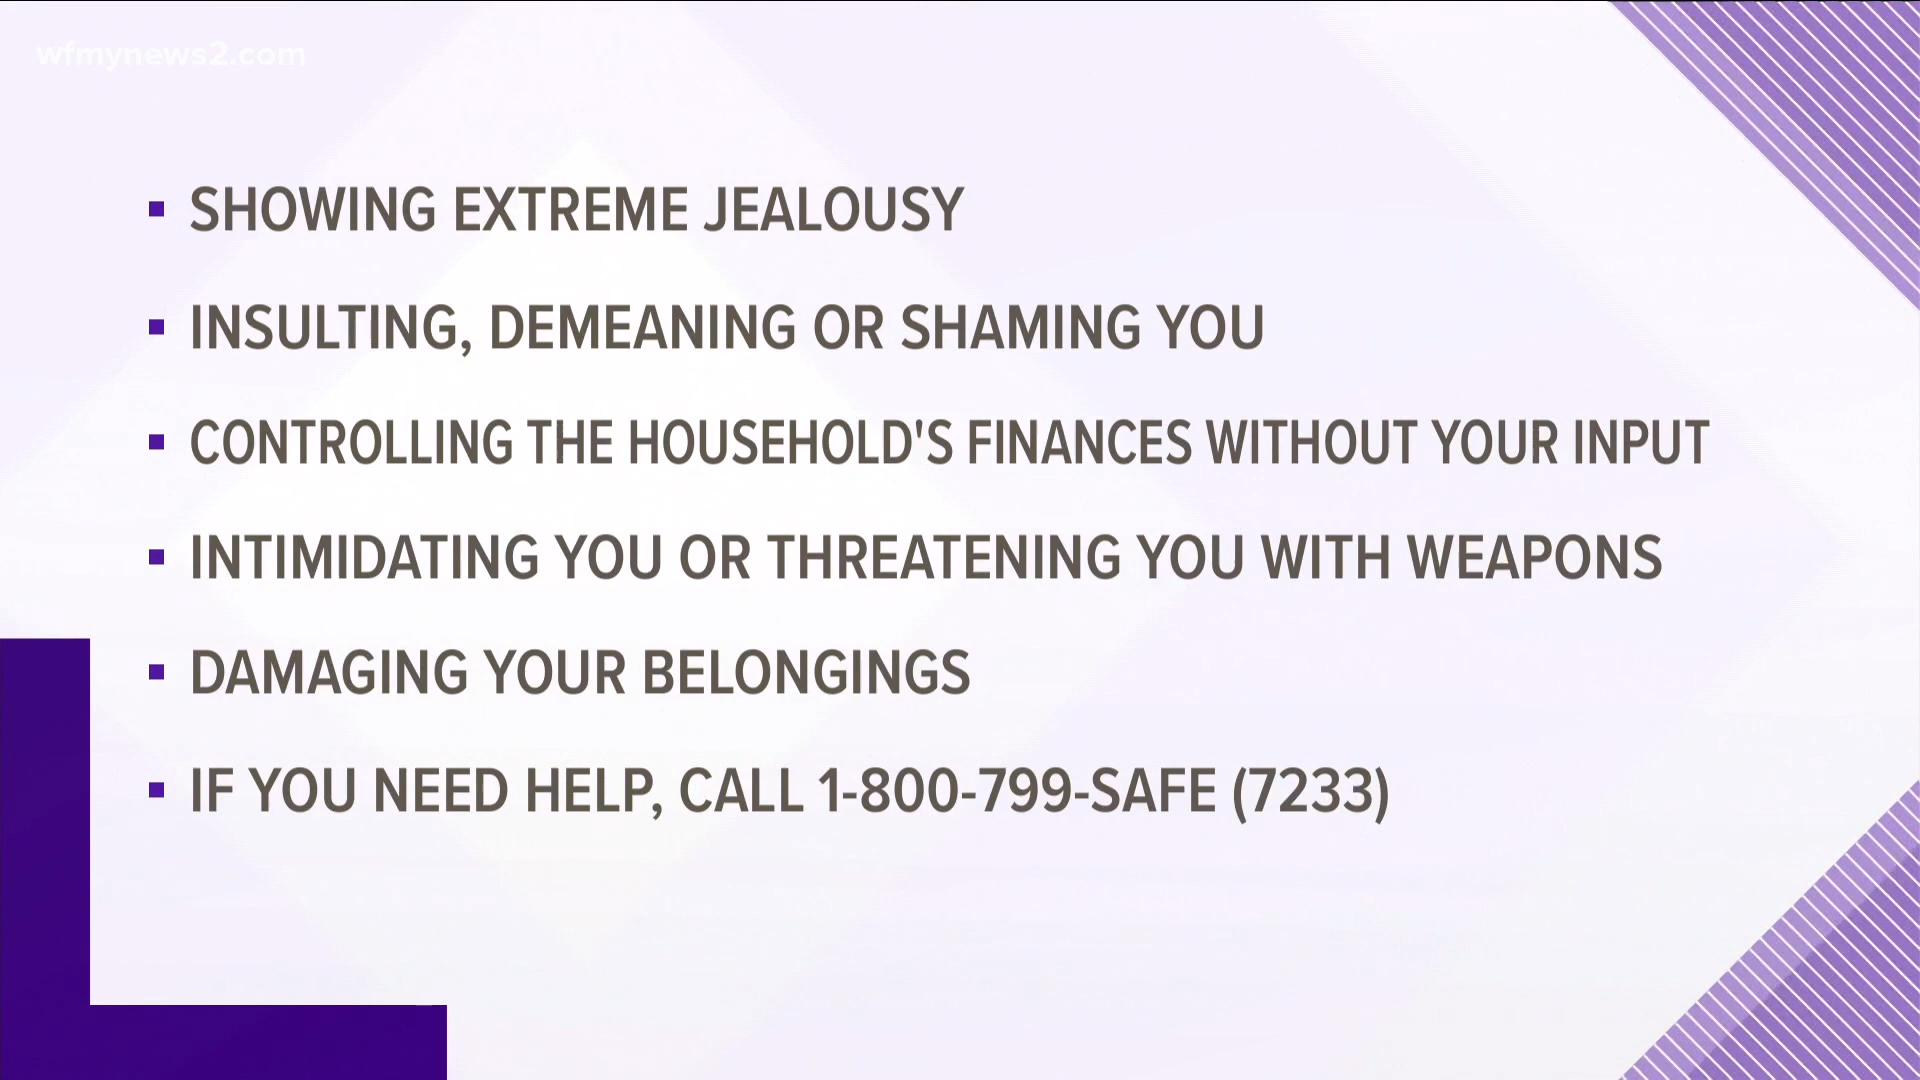 wfmynews2.com
▪ SHOWING EXTREME JEALOUSY
▪ INSULTING, DEMEANING OR SHAMING YOU
▪ CONTROLLING THE HOUSEHOLD'S FINANCES WITHOUT YOUR INPUT
▪ INTIMIDATING YOU OR THREATENING YOU WITH WEAPONS
▪ DAMAGING YOUR BELONGINGS
▪ IF YOU NEED HELP, CALL 1-800-799-SAFE (7233)